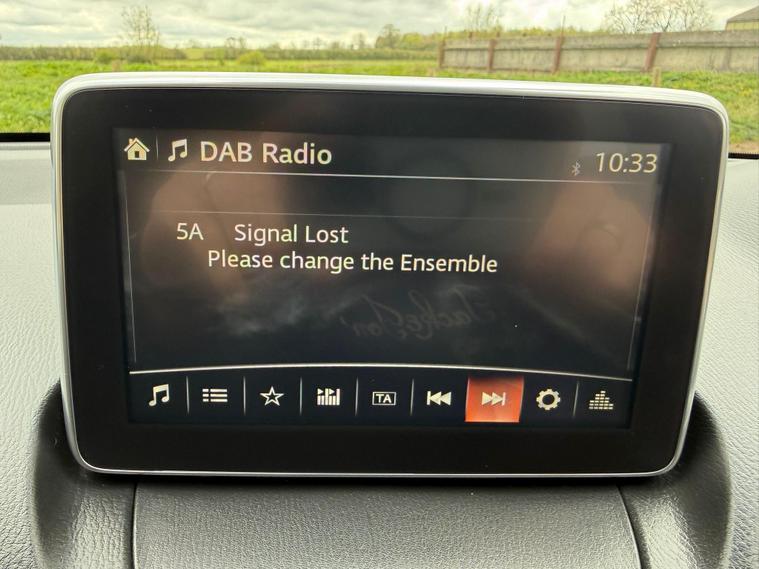 DAB Radio
10:33
5A Signal Lost
Please change the Ensemble
TA